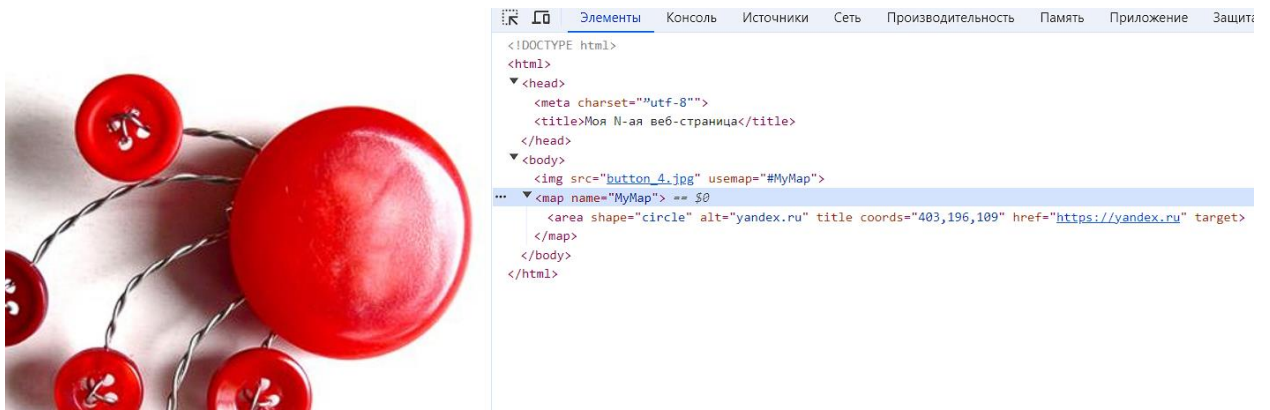 Элементы Консоль Источники Сеть Производительность Память Приложение Защита
<!DOCTYPE html>
<html>
<head>
<meta charset="”utf-8"">
<title>Моя N-ая веб-страница</title>
</head>
<body>
<img src="button_4.jpg" usemap="#MyMap">
••• <map name="MyMap"> == $0
<area shape="circle" alt="yandex.ru" title coords="403,196,109" href="https://yandex.ru" target>
</map>
</body>
</html>